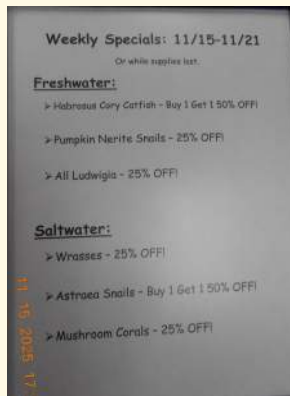 Weekly Specials: 11/15-11/21
Or while supplies last.
Freshwater:
➢ Habrosus Cory Catfish - Buy 1 Get 1 50% OFF!
➢ Pumpkin Nerite Snails - 25% OFF!
➢ All Ludwigia - 25% OFF!
Saltwater:
➢ Wrasses - 25% OFF!
➢ Astraea Snails - Buy 1 Get 1 50% OFF!
➢ Mushroom Corals - 25% OFF!
11 15 2025 17